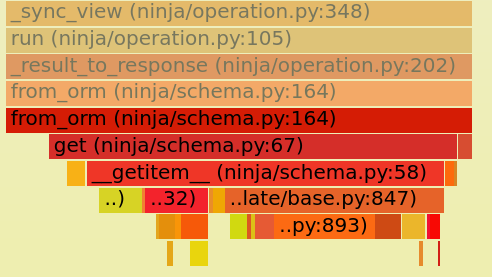 _sync_view (ninja/operation.py:348)
run (ninja/operation.py:105)
_result_to_response (ninja/operation.py:202)
from_orm (ninja/schema.py:164)
from_orm (ninja/schema.py:164)
get (ninja/schema.py:67)
__getitem__ (ninja/schema.py:58)
..) ..32) ..late/base.py:847)
..py:893)